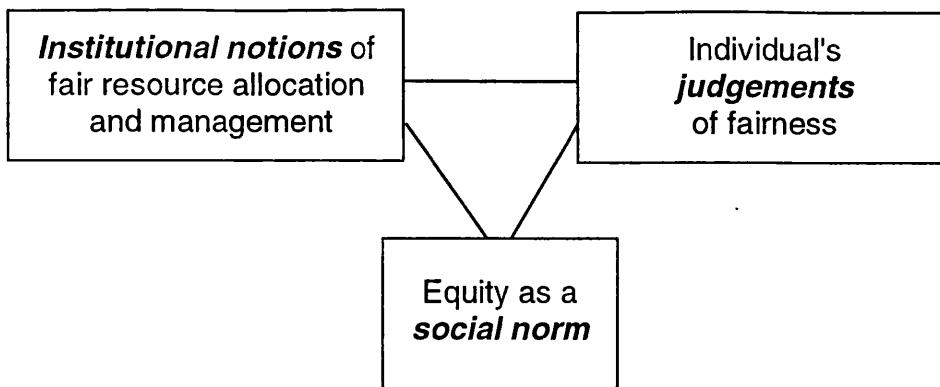 Institutional notions of
fair resource allocation
and management
Individual's
judgements
of fairness
Equity as a
social norm